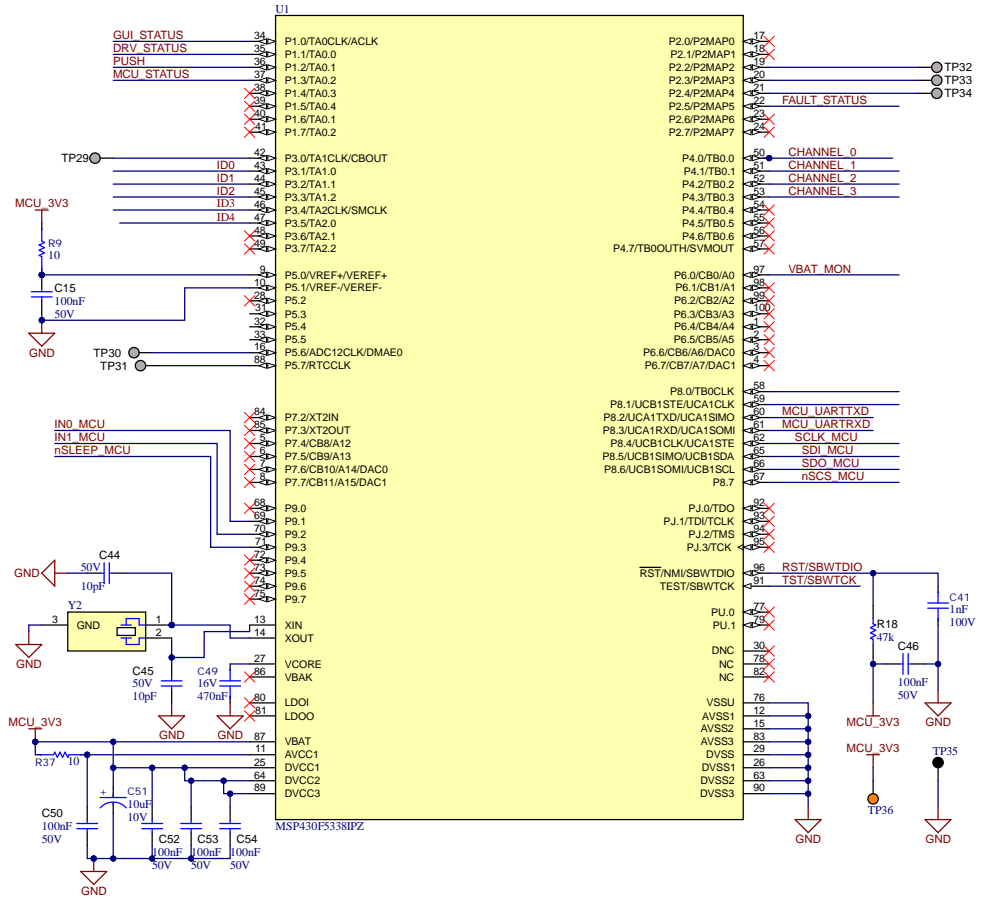 U1
GUI_STATUS 34 P1.0/TA0CLK/ACLK
DRV_STATUS 35 P1.1/TA0.0
PUSH 36 P1.2/TA0.1
MCU_STATUS 37 P1.3/TA0.2
38 P1.4/TA0.3
39 P1.5/TA0.4
40 P1.6/TA0.1
41 P1.7/TA0.2
TP29 42 P3.0/TA1CLK/CBOUT
ID0 43 P3.1/TA1.0
ID1 44 P3.2/TA1.1
ID2 45 P3.3/TA1.2
ID3 46 P3.4/TA2CLK/SMCLK
ID4 47 P3.5/TA2.0
48 P3.6/TA2.1
49 P3.7/TA2.2
MCU_3V3
R9
10
C15
100nF
50V
GND
9 P5.0/VREF+/VEREF+
10 P5.1/VREF-/VEREF-
28 P5.2
31 P5.3
32 P5.4
33 P5.5
TP30 16 P5.6/ADC12CLK/DMAE0
TP31 88 P5.7/RTCCLK
84 P7.2/XT2IN
85 P7.3/XT2OUT
5 P7.4/CB8/A12
6 P7.5/CB9/A13
7 P7.6/CB10/A14/DAC0
8 P7.7/CB11/A15/DAC1
IN0_MCU
IN1_MCU
nSLEEP_MCU
68 P9.0
69 P9.1
70 P9.2
71 P9.3
72 P9.4
73 P9.5
74 P9.6
75 P9.7
C44
50V
10pF
GND
Y2
3 GND 1
2
GND
13 XIN
14 XOUT
C45
50V
10pF
GND
C49
16V
470nF
GND
27 VCORE
86 VBAK
80 LDOI
81 LDOO
MCU_3V3
R37 10
87 VBAT
11 AVCC1
25 DVCC1
64 DVCC2
89 DVCC3
C50
100nF
50V
+
C51
10uF
10V
C52
100nF
50V
C53
100nF
50V
C54
100nF
50V
GND
MSP430F5338IPZ
P2.0/P2MAP0 17
P2.1/P2MAP1 18
P2.2/P2MAP2 19 TP32
P2.3/P2MAP3 20 TP33
P2.4/P2MAP4 21 TP34
P2.5/P2MAP5 22 FAULT_STATUS
P2.6/P2MAP6 23
P2.7/P2MAP7 24
P4.0/TB0.0 50 CHANNEL_0
P4.1/TB0.1 51 CHANNEL_1
P4.2/TB0.2 52 CHANNEL_2
P4.3/TB0.3 53 CHANNEL_3
P4.4/TB0.4 54
P4.5/TB0.5 55
P4.6/TB0.6 56
P4.7/TB0OUTH/SVMOUT 57
P6.0/CB0/A0 97 VBAT_MON
P6.1/CB1/A1 98
P6.2/CB2/A2 99
P6.3/CB3/A3 100
P6.4/CB4/A4 1
P6.5/CB5/A5 2
P6.6/CB6/A6/DAC0 3
P6.7/CB7/A7/DAC1 4
P8.0/TB0CLK 58
P8.1/UCB1STE/UCA1CLK 59
P8.2/UCA1TXD/UCA1SIMO 60 MCU_UARTTXD
P8.3/UCA1RXD/UCA1SOMI 61 MCU_UARTRXD
P8.4/UCB1CLK/UCA1STE 62 SCLK_MCU
P8.5/UCB1SIMO/UCB1SDA 65 SDI_MCU
P8.6/UCB1SOMI/UCB1SCL 66 SDO_MCU
P8.7 67 nSCS_MCU
PJ.0/TDO 92
PJ.1/TDI/TCLK 93
PJ.2/TMS 94
PJ.3/TCK 95
RST/NMI/SBWTDIO 96 RST/SBWTDIO
TEST/SBWTCK 91 TST/SBWTCK
PU.0 77
PU.1 79
DNC 30
NC 78
NC 82
VSSU 76
AVSS1 12
AVSS2 15
AVSS3 83
DVSS 29
DVSS1 26
DVSS2 63
DVSS3 90
GND
R18
47k
C41
1nF
100V
C46
100nF
50V
MCU_3V3
GND
MCU_3V3
TP36
TP35
GND